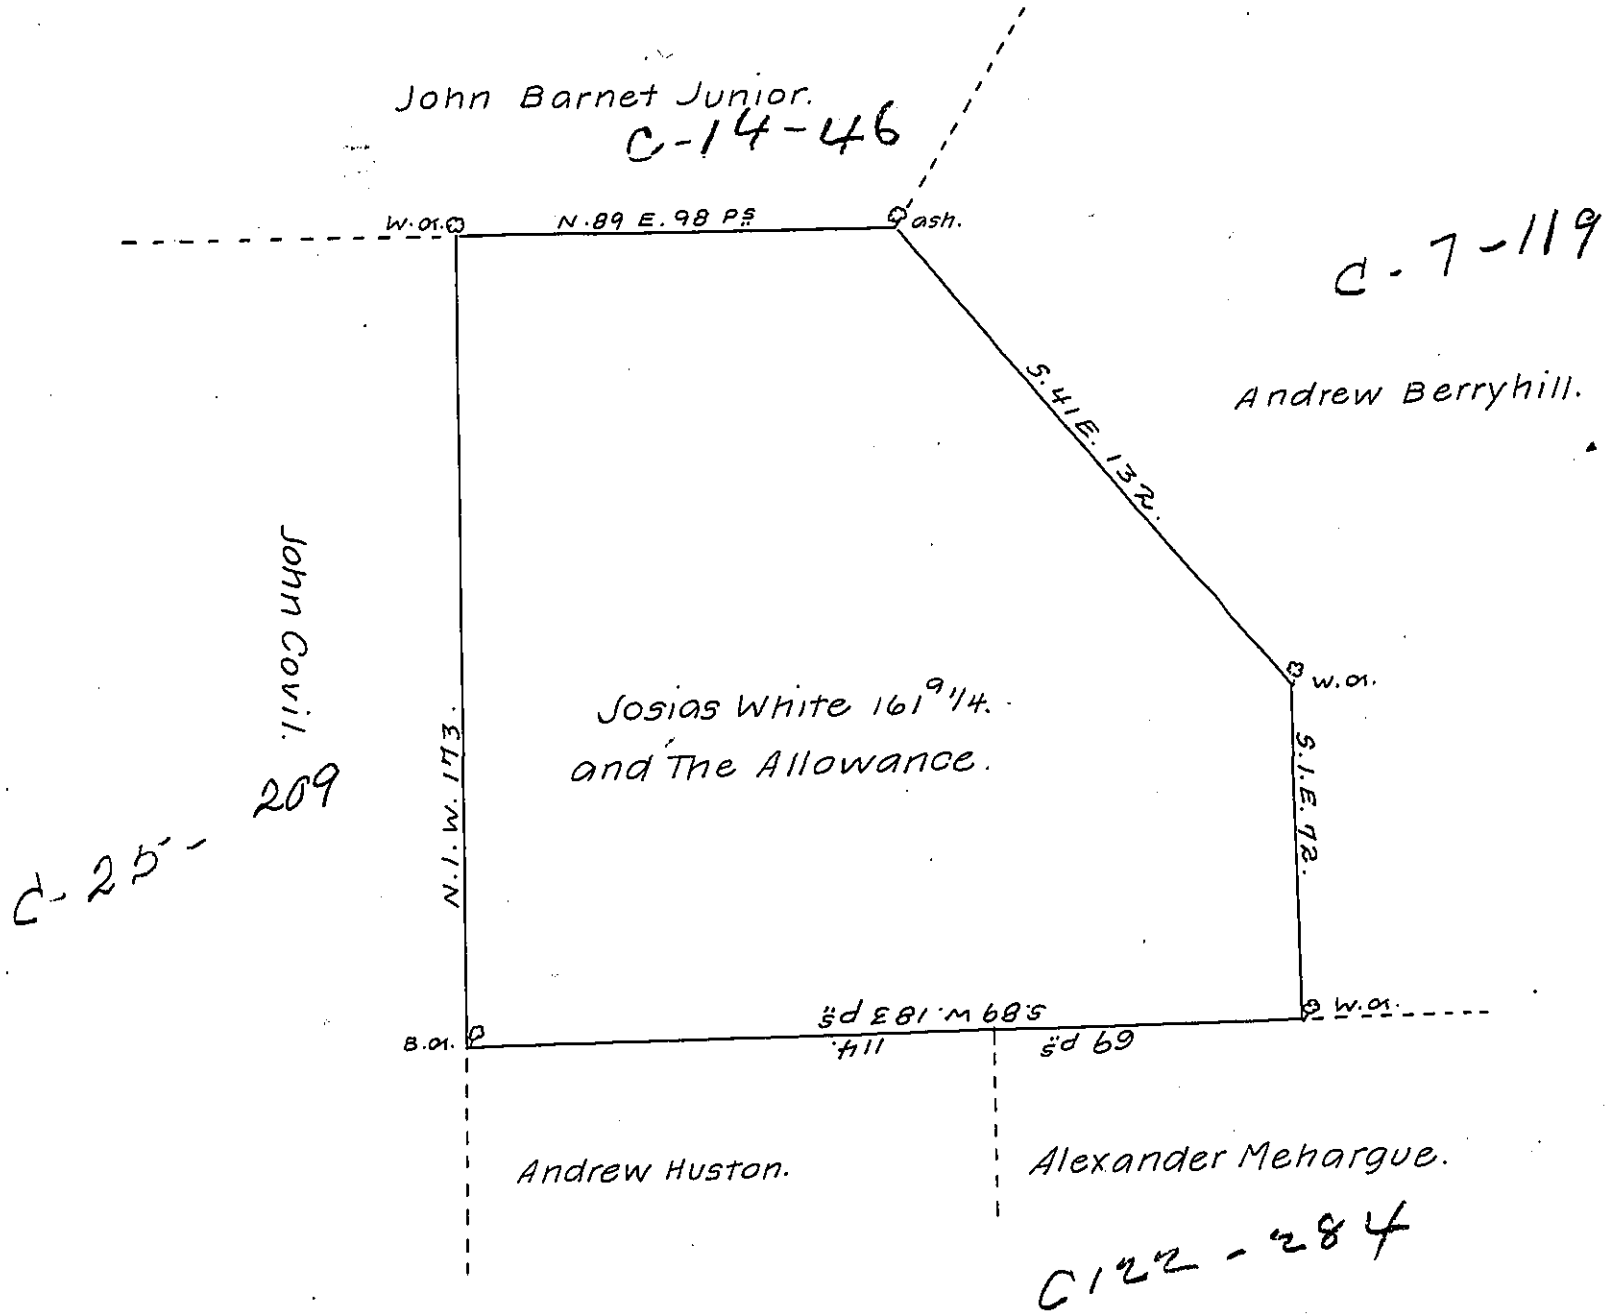 John Barnet Junior.
C-14-46
W.O.
N.89 E.98 Ps
ash.
C-7-119
S.41E.132.
Andrew Berryhill.
John Covil.
C-25-209
N.1.W.173.
Josias White 161ᵃ 1/4.
and The Allowance.
W.O.
S.1.E.72.
B.O.
S.89 W.183 Ps
114.
69 Ps
W.O.
Andrew Huston.
Alexander Mehargue.
C122-284